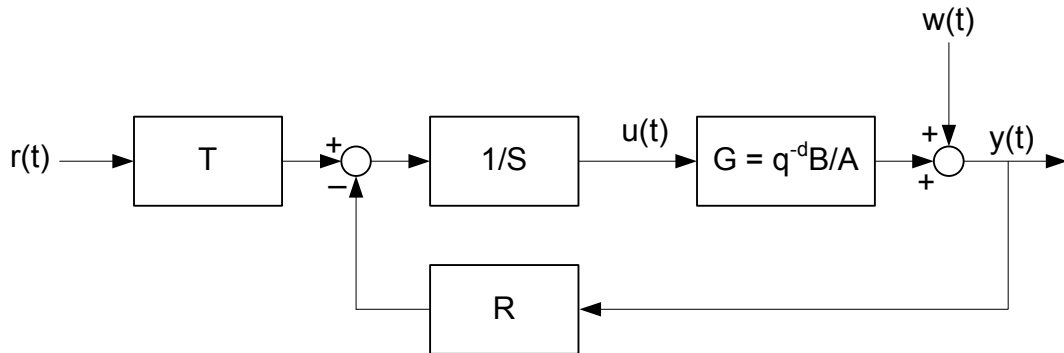 w(t)
r(t)
T
+
−
1/S
u(t)
G = q⁻ᵈB/A
+
+
y(t)
R